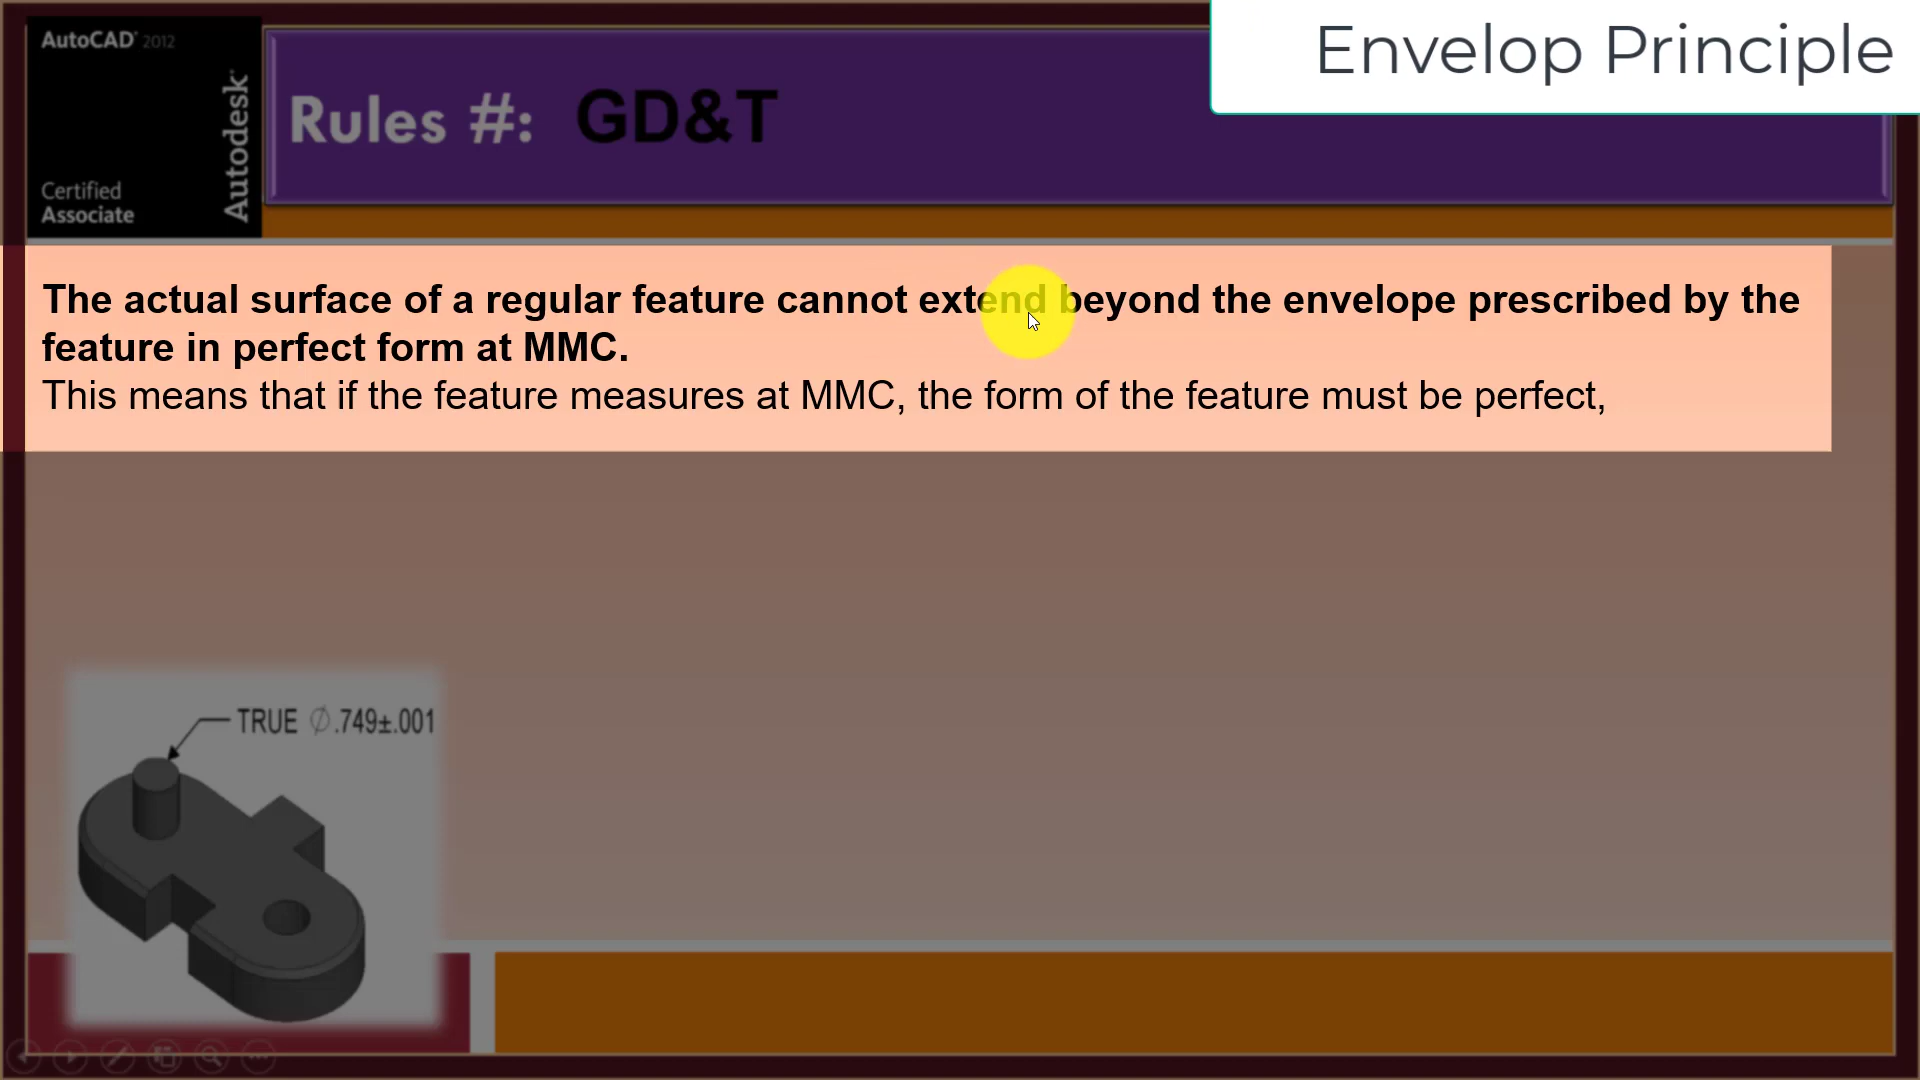 AutoCAD 2012
Autodesk
Certified
Associate
Rules #: GD&T
Envelop Principle
The actual surface of a regular feature cannot extend beyond the envelope prescribed by the
feature in perfect form at MMC.
This means that if the feature measures at MMC, the form of the feature must be perfect,
TRUE ∅.749±.001